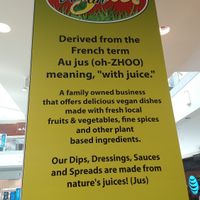 Derived from the
French term
Au jus (oh-ZHOO)
meaning, "with juice."
A family owned business
that offers delicious vegan dishes
made with fresh local
fruits & vegetables, fine spices
and other plant
based ingredients.
Our Dips, Dressings, Sauces
and Spreads are made from
nature's juices! (Jus)